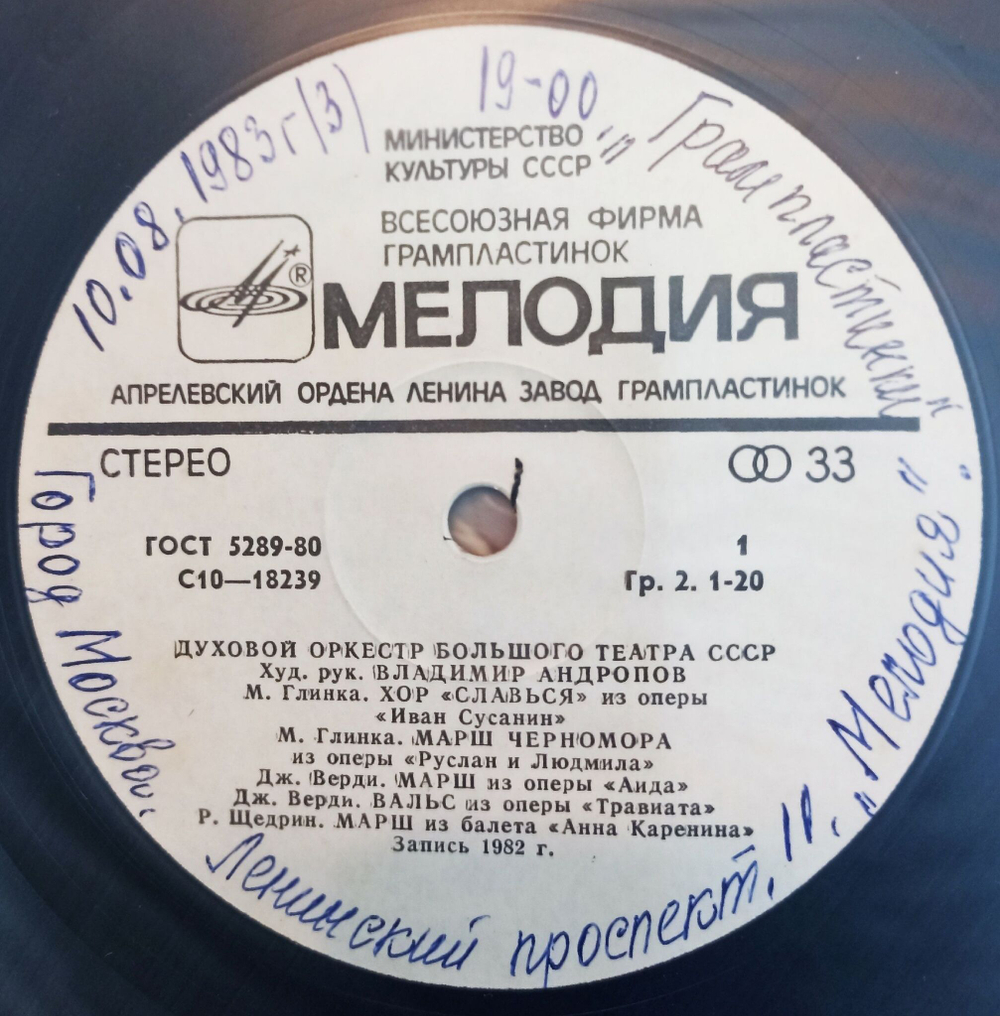 10.08.1983г (3)
19-00
„Грампластинки“
МИНИСТЕРСТВО
КУЛЬТУРЫ СССР
ВСЕСОЮЗНАЯ ФИРМА
ГРАМПЛАСТИНОК
®
МЕЛОДИЯ
АПРЕЛЕВСКИЙ ОРДЕНА ЛЕНИНА ЗАВОД ГРАМПЛАСТИНОК
СТЕРЕО
33
ГОСТ 5289-80
1
С10—18239
Гр. 2. 1-20
ДУХОВОЙ ОРКЕСТР БОЛЬШОГО ТЕАТРА СССР
Худ. рук. ВЛАДИМИР АНДРОПОВ
М. Глинка. ХОР «СЛАВЬСЯ» из оперы
«Иван Сусанин»
М. Глинка. МАРШ ЧЕРНОМОРА
из оперы «Руслан и Людмила»
Дж. Верди. МАРШ из оперы «Аида»
Дж. Верди. ВАЛЬС из оперы «Травиата»
Р. Щедрин. МАРШ из балета «Анна Каренина»
Запись 1982 г.
Город Москва.
Ленинский проспект. 11.
„Мелодия“.